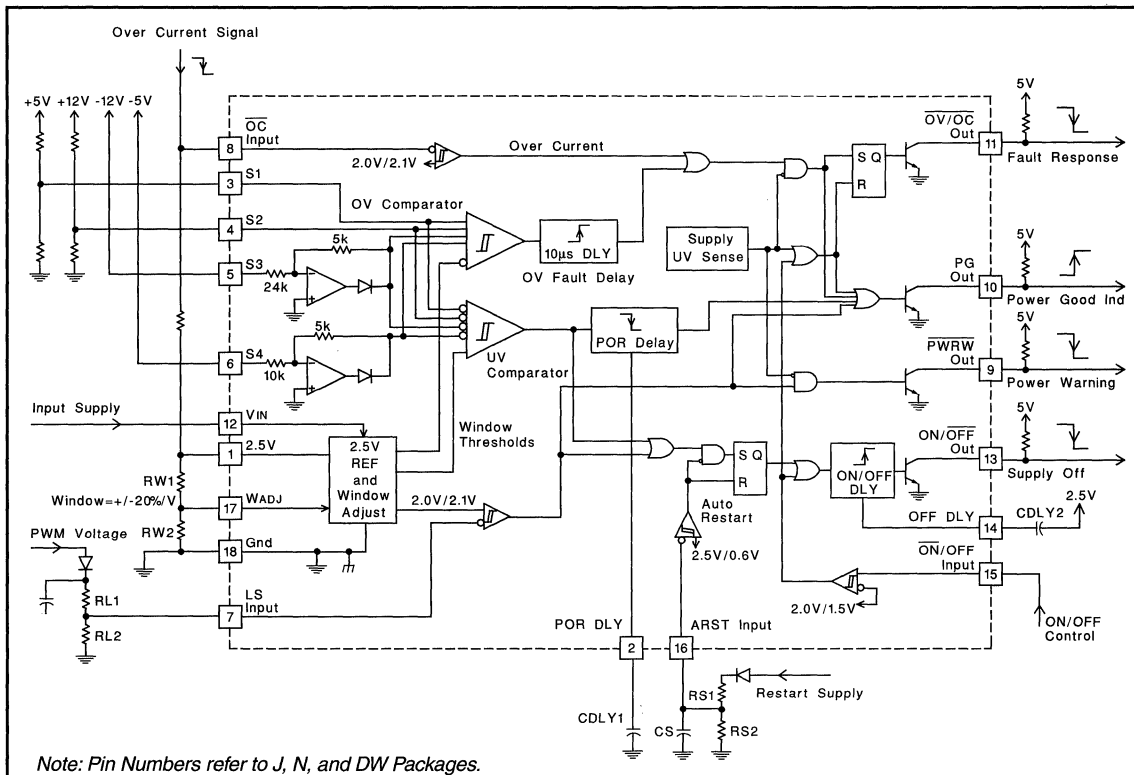 Over Current Signal
+5V +12V -12V -5V
OC
Input
8
2.0V/2.1V
Over Current
3
S1
4
S2
OV Comparator
5
S3
5k
24k
10µs DLY
OV Fault Delay
6
S4
5k
10k
UV
Comparator
POR Delay
Supply
UV Sense
S Q
R
OV/OC
Out
11
5V
Fault Response
PG
Out
10
5V
Power Good Ind
PWRW
Out
9
5V
Power Warning
Input Supply
12
VIN
1
2.5V
2.5V
REF
and
Window
Adjust
Window
Thresholds
RW1
Window=+/-20%/V
17
WADJ
RW2
18
Gnd
2.0V/2.1V
PWM Voltage
RL1
RL2
7
LS
Input
S Q
R
Auto
Restart
2.5V/0.6V
ON/OFF
DLY
ON/OFF
Out
13
5V
Supply Off
OFF DLY
14
CDLY2
2.5V
ON/OFF
Input
15
2.0V/1.5V
ON/OFF
Control
POR DLY
2
ARST Input
16
CDLY1
CS
RS1
RS2
Restart Supply
Note: Pin Numbers refer to J, N, and DW Packages.